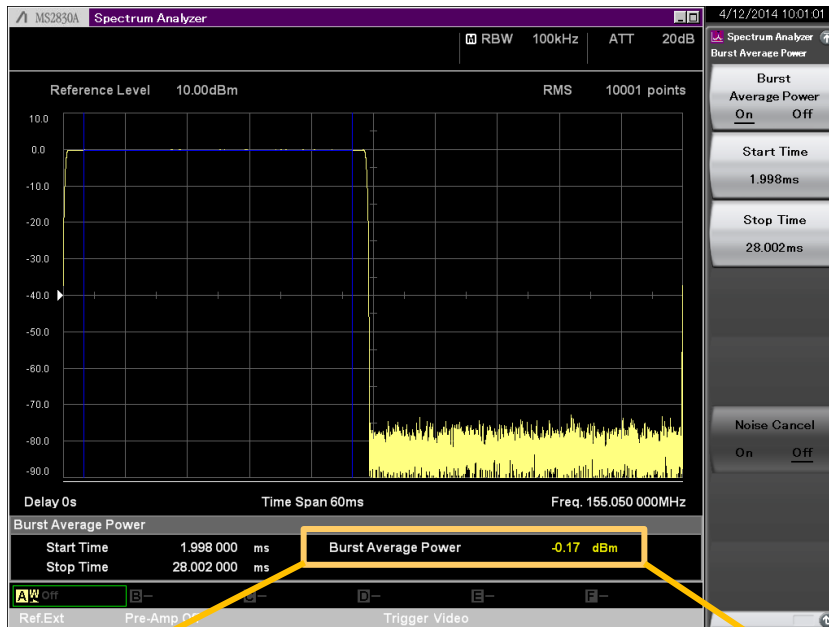 MS2830A Spectrum Analyzer
4/12/2014 10:01:01
M RBW 100kHz ATT 20dB
Reference Level 10.00dBm RMS 10001 points
10.0
0.0
-10.0
-20.0
-30.0
-40.0
-50.0
-60.0
-70.0
-80.0
-90.0
Delay 0s Time Span 60ms Freq. 155.050 000MHz
Burst Average Power
Start Time 1.998 000 ms Burst Average Power -0.17 dBm
Stop Time 28.002 000 ms
A W Off B- C- D- E- F-
Ref.Ext Pre-Amp Off Trigger Video
Spectrum Analyzer
Burst Average Power
Burst
Average Power
On Off
Start Time
1.998ms
Stop Time
28.002ms
Noise Cancel
On Off